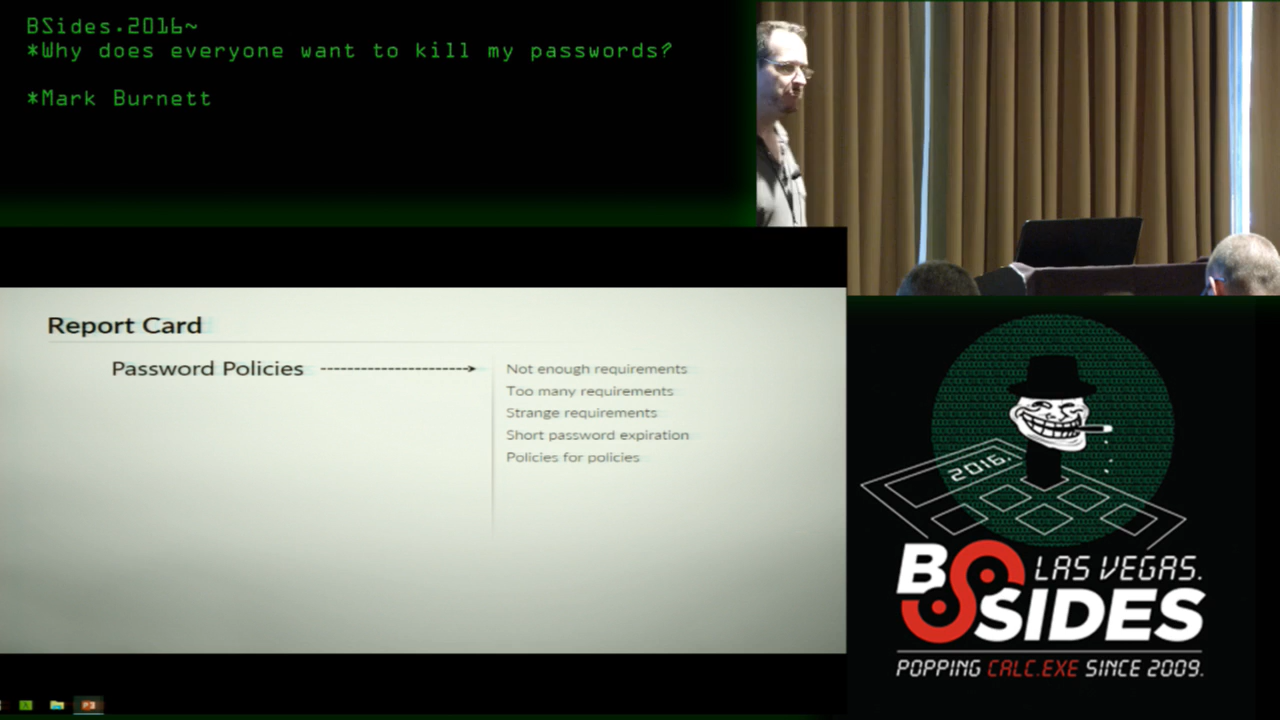 BSides.2016~
*Why does everyone want to kill my passwords?
*Mark Burnett
Report Card
Password Policies
Not enough requirements
Too many requirements
Strange requirements
Short password expiration
Policies for policies
2016.
BSIDES
LAS VEGAS.
POPPING CALC.EXE SINCE 2009.